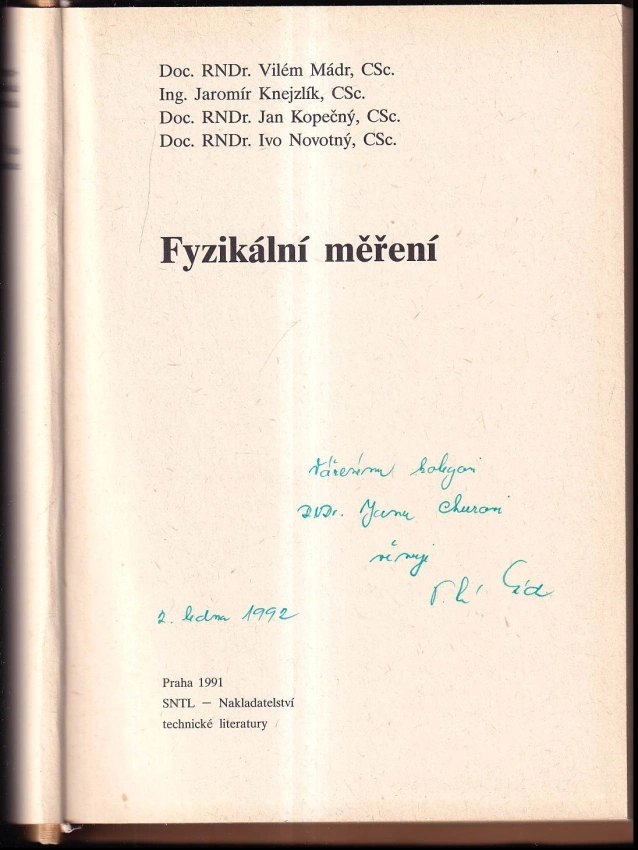 Doc. RNDr. Vilém Mádr, CSc.
Ing. Jaromír Knejzlík, CSc.
Doc. RNDr. Jan Kopečný, CSc.
Doc. RNDr. Ivo Novotný, CSc.
Fyzikální měření
Váženému kolegovi
RNDr. Janu
věnuje
2. ledna 1992
Praha 1991
SNTL — Nakladatelství
technické literatury